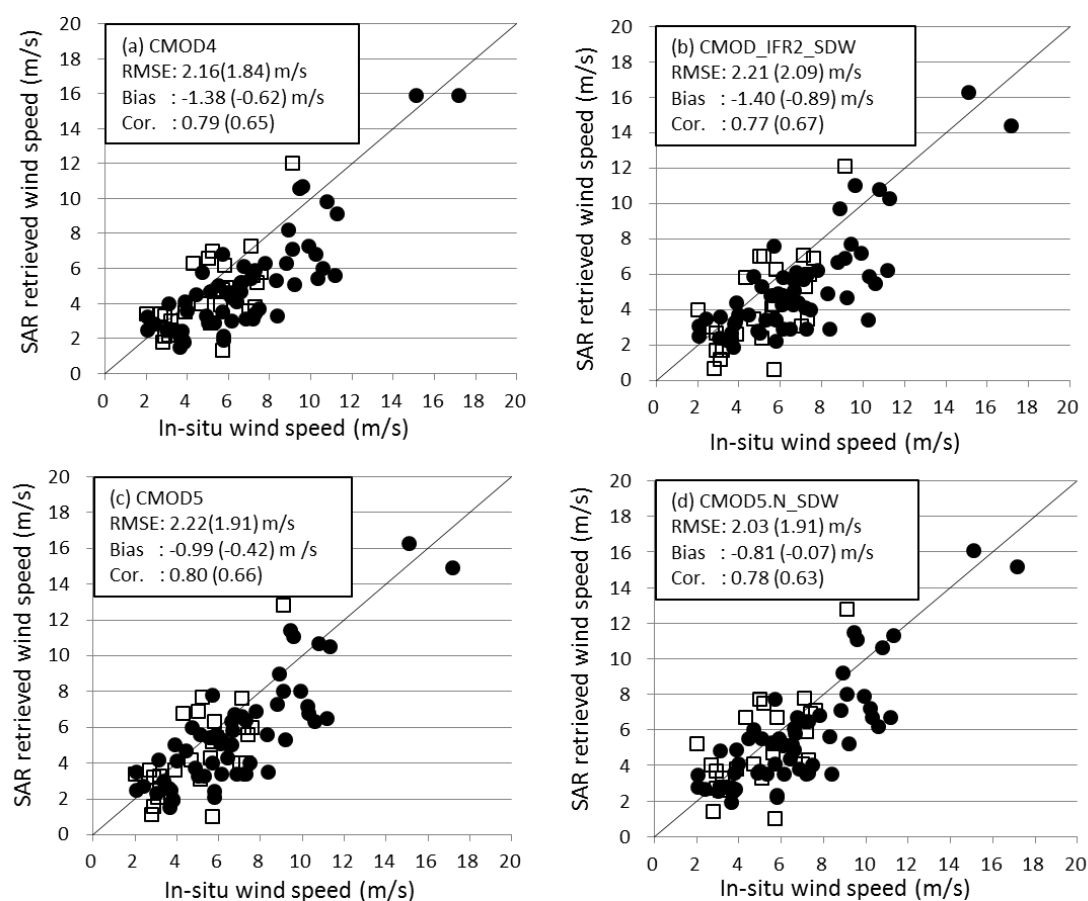 (a) CMOD4
RMSE: 2.16(1.84) m/s
Bias : -1.38 (-0.62) m/s
Cor. : 0.79 (0.65)
SAR retrieved wind speed (m/s)
20
18
16
14
12
10
8
6
4
2
0
0 2 4 6 8 10 12 14 16 18 20
In-situ wind speed (m/s)
(b) CMOD_IFR2_SDW
RMSE: 2.21 (2.09) m/s
Bias : -1.40 (-0.89) m/s
Cor. : 0.77 (0.67)
SAR retrieved wind speed (m/s)
20
18
16
14
12
10
8
6
4
2
0
0 2 4 6 8 10 12 14 16 18 20
In-situ wind speed (m/s)
(c) CMOD5
RMSE: 2.22(1.91) m/s
Bias : -0.99 (-0.42) m /s
Cor. : 0.80 (0.66)
SAR retrieved wind speed (m/s)
20
18
16
14
12
10
8
6
4
2
0
0 2 4 6 8 10 12 14 16 18 20
In-situ wind speed (m/s)
(d) CMOD5.N_SDW
RMSE: 2.03 (1.91) m/s
Bias : -0.81 (-0.07) m/s
Cor. : 0.78 (0.63)
SAR retrieved wind speed (m/s)
20
18
16
14
12
10
8
6
4
2
0
0 2 4 6 8 10 12 14 16 18 20
In-situ wind speed (m/s)